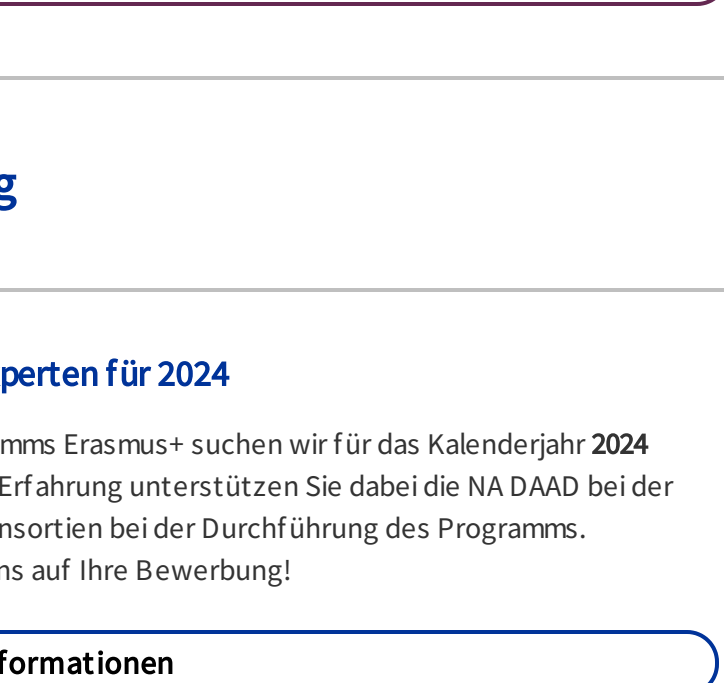 g
perten für 2024
mms Erasmus+ suchen wir für das Kalenderjahr 2024
Erfahrung unterstützen Sie dabei die NA DAAD bei der
nsortien bei der Durchführung des Programms.
ns auf Ihre Bewerbung!
formationen